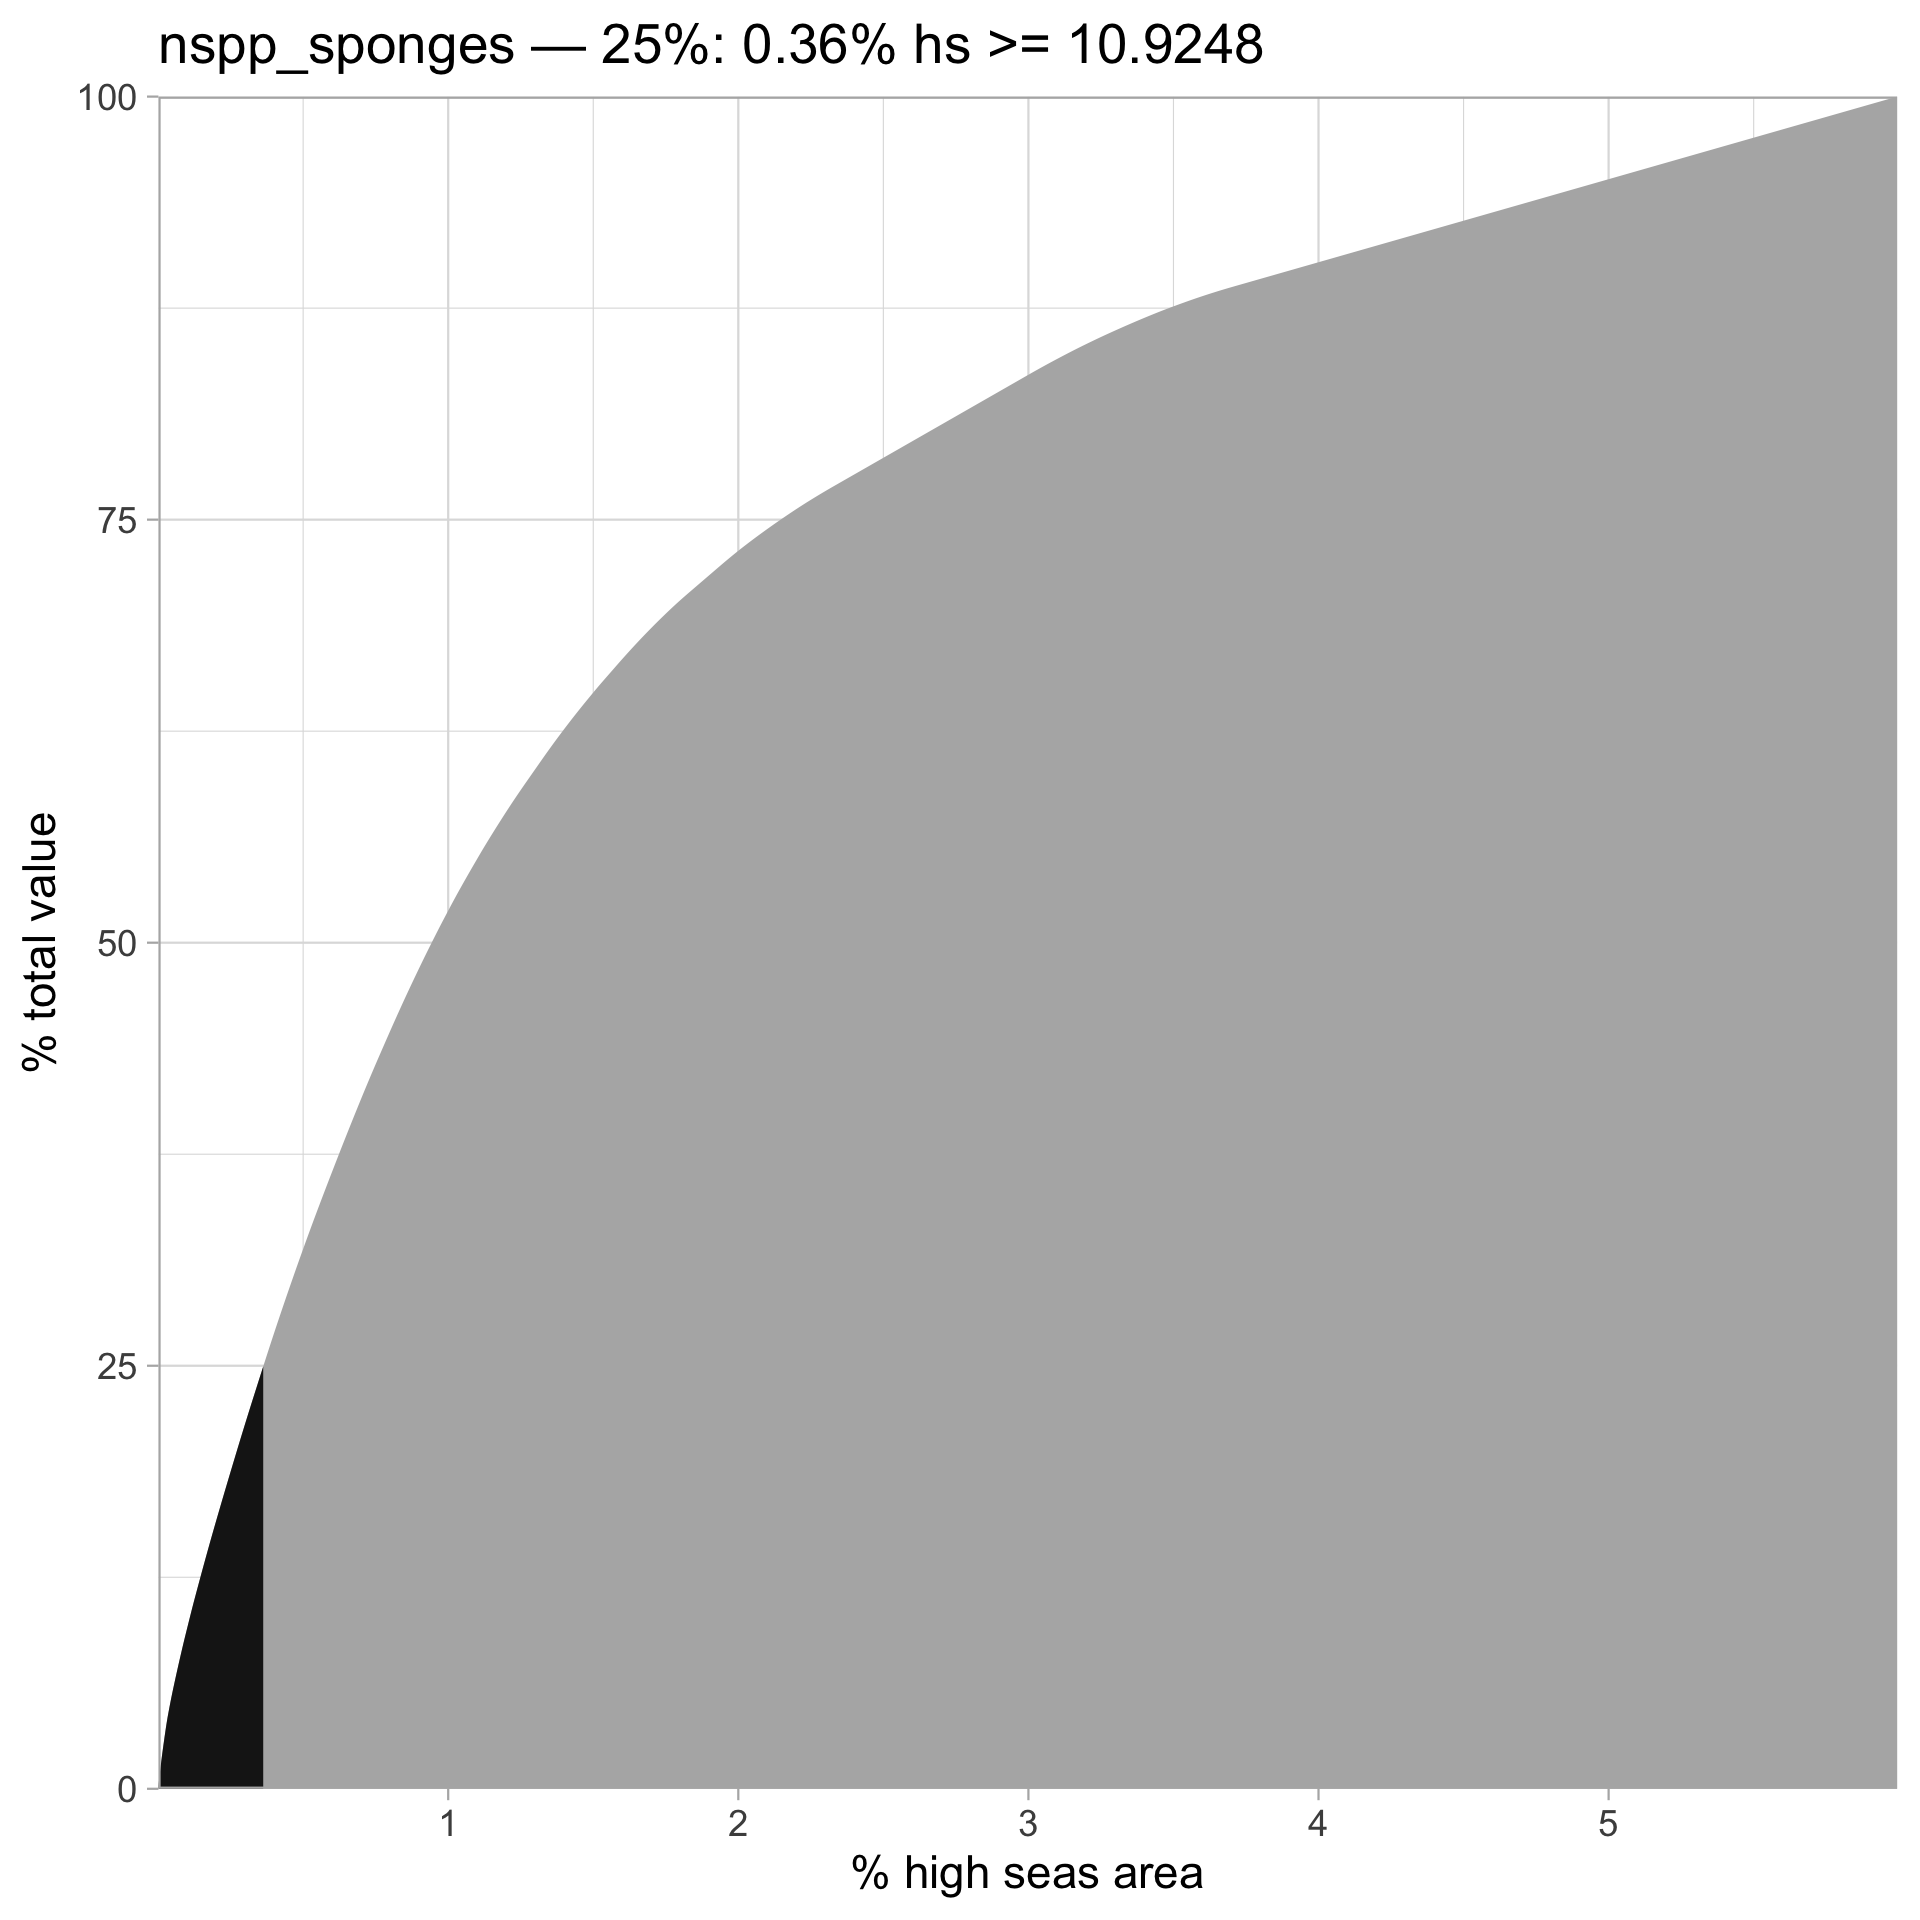 nspp_sponges — 25%: 0.36% hs >= 10.9248
100
75
50
25
0
% total value
1 2 3 4 5
% high seas area